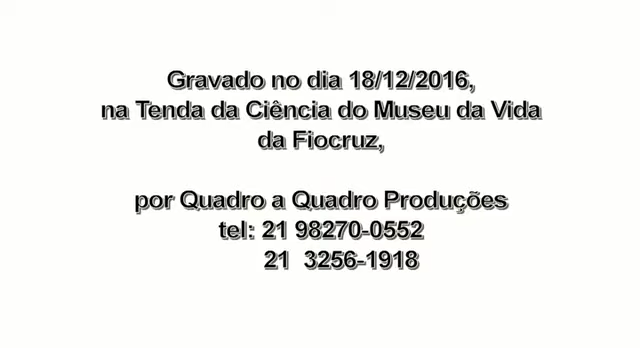 Gravado no dia 18/12/2016,
na Tenda da Ciência do Museu da Vida
da Fiocruz,
por Quadro a Quadro Produções
tel: 21 98270-0552
21 3256-1918